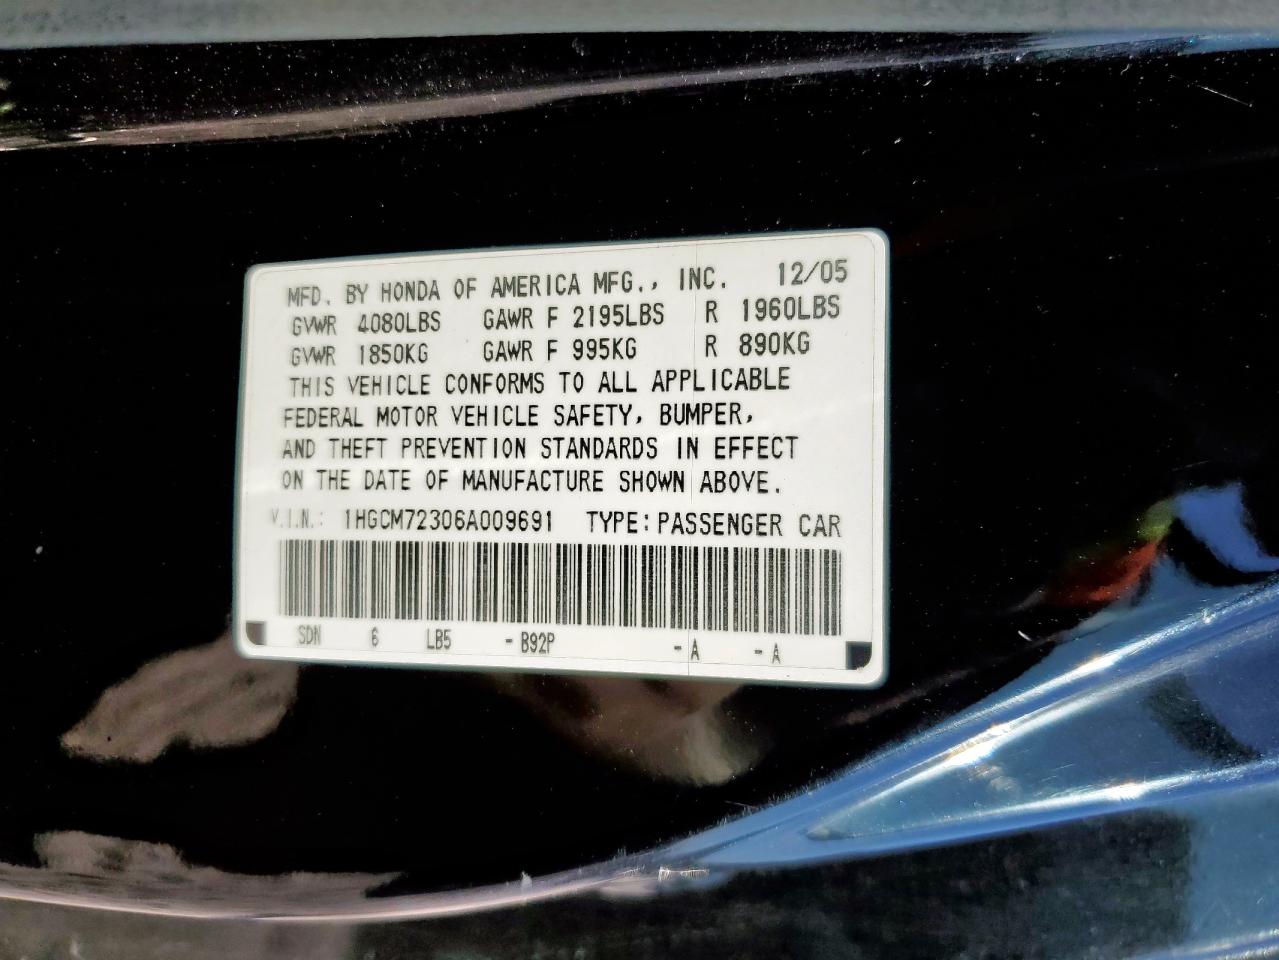 MFD. BY HONDA OF AMERICA MFG., INC. 12/05
GVWR 4080LBS GAWR F 2195LBS R 1960LBS
GVWR 1850KG GAWR F 995KG R 890KG
THIS VEHICLE CONFORMS TO ALL APPLICABLE
FEDERAL MOTOR VEHICLE SAFETY, BUMPER,
AND THEFT PREVENTION STANDARDS IN EFFECT
ON THE DATE OF MANUFACTURE SHOWN ABOVE.
V.I.N.: 1HGCM72306A009691 TYPE: PASSENGER CAR
SDN 6 LB5 - B92P - A - A